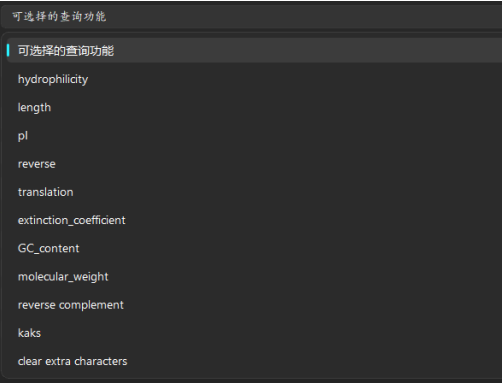 可选择的查询功能
可选择的查询功能
hydrophilicity
length
pI
reverse
translation
extinction_coefficient
GC_content
molecular_weight
reverse complement
kaks
clear extra characters